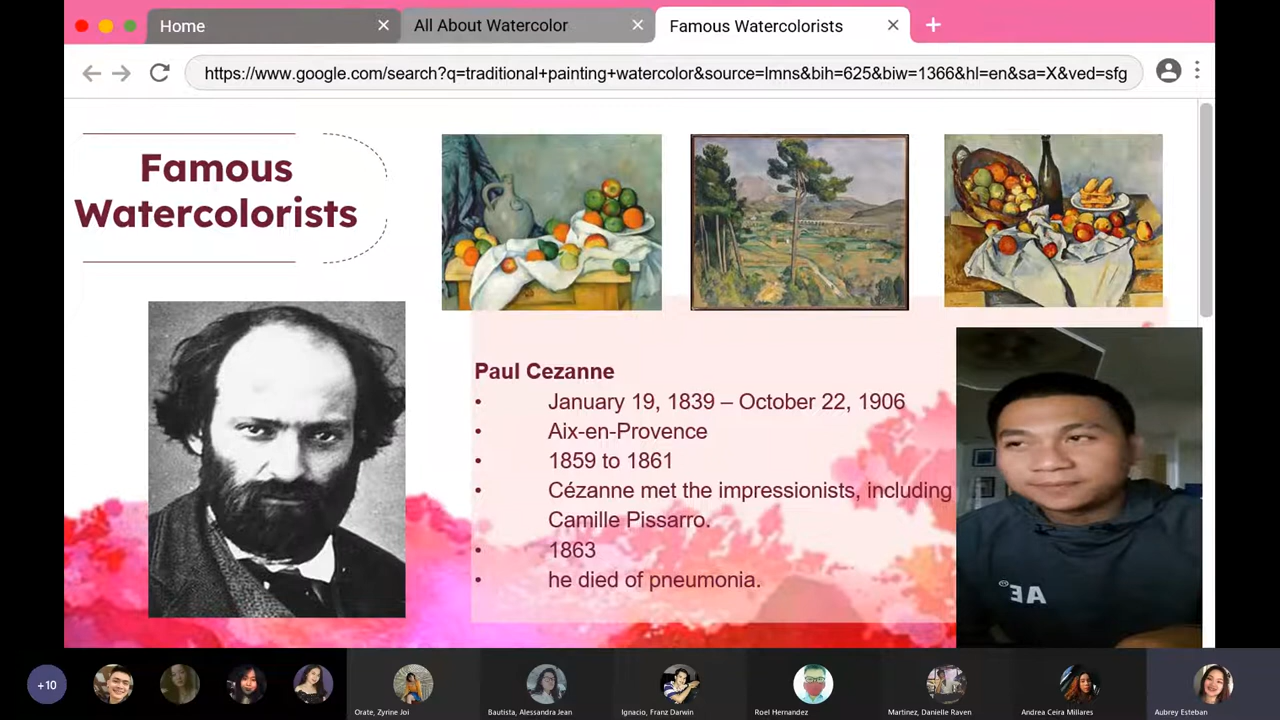 Home
All About Watercolor
Famous Watercolorists
https://www.google.com/search?q=traditional+painting+watercolor&source=lmns&bih=625&biw=1366&hl=en&sa=X&ved=sfg
Famous
Watercolorists
Paul Cezanne
• January 19, 1839 – October 22, 1906
• Aix-en-Provence
• 1859 to 1861
• Cézanne met the impressionists, including
Camille Pissarro.
• 1863
• he died of pneumonia.
AE
+10
Orate, Zyrine Joi
Bautista, Alessandra Jean
Ignacio, Franz Darwin
Roel Hernandez
Martinez, Danielle Raven
Andrea Ceira Millares
Aubrey Esteban